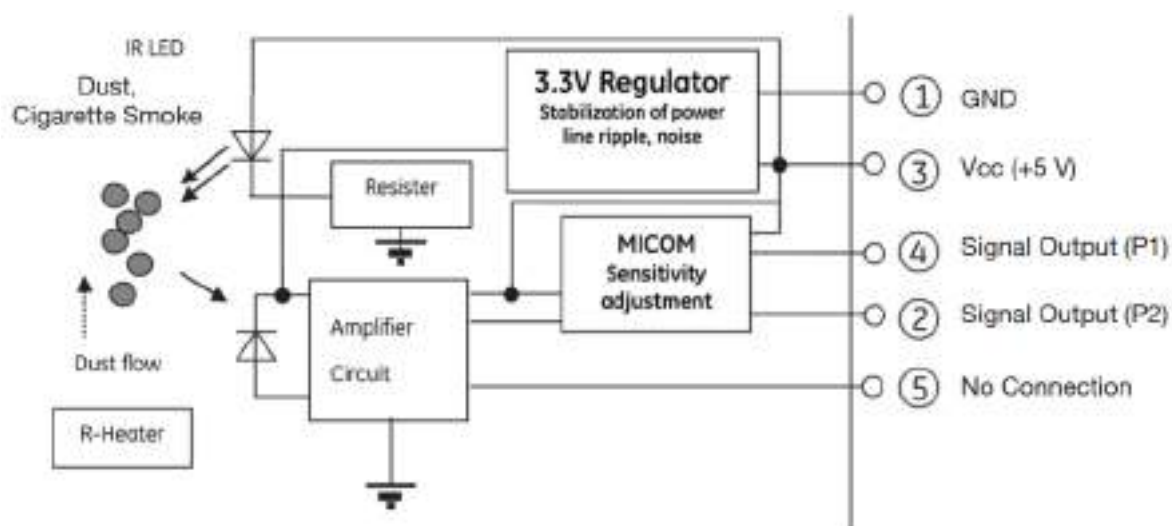 IR LED
Dust,
Cigarette Smoke
3.3V Regulator
Stabilization of power
line ripple, noise
① GND
③ Vcc (+5 V)
Resister
MICOM
Sensitivity
adjustment
④ Signal Output (P1)
② Signal Output (P2)
Amplifier
Circuit
Dust flow
⑤ No Connection
R-Heater